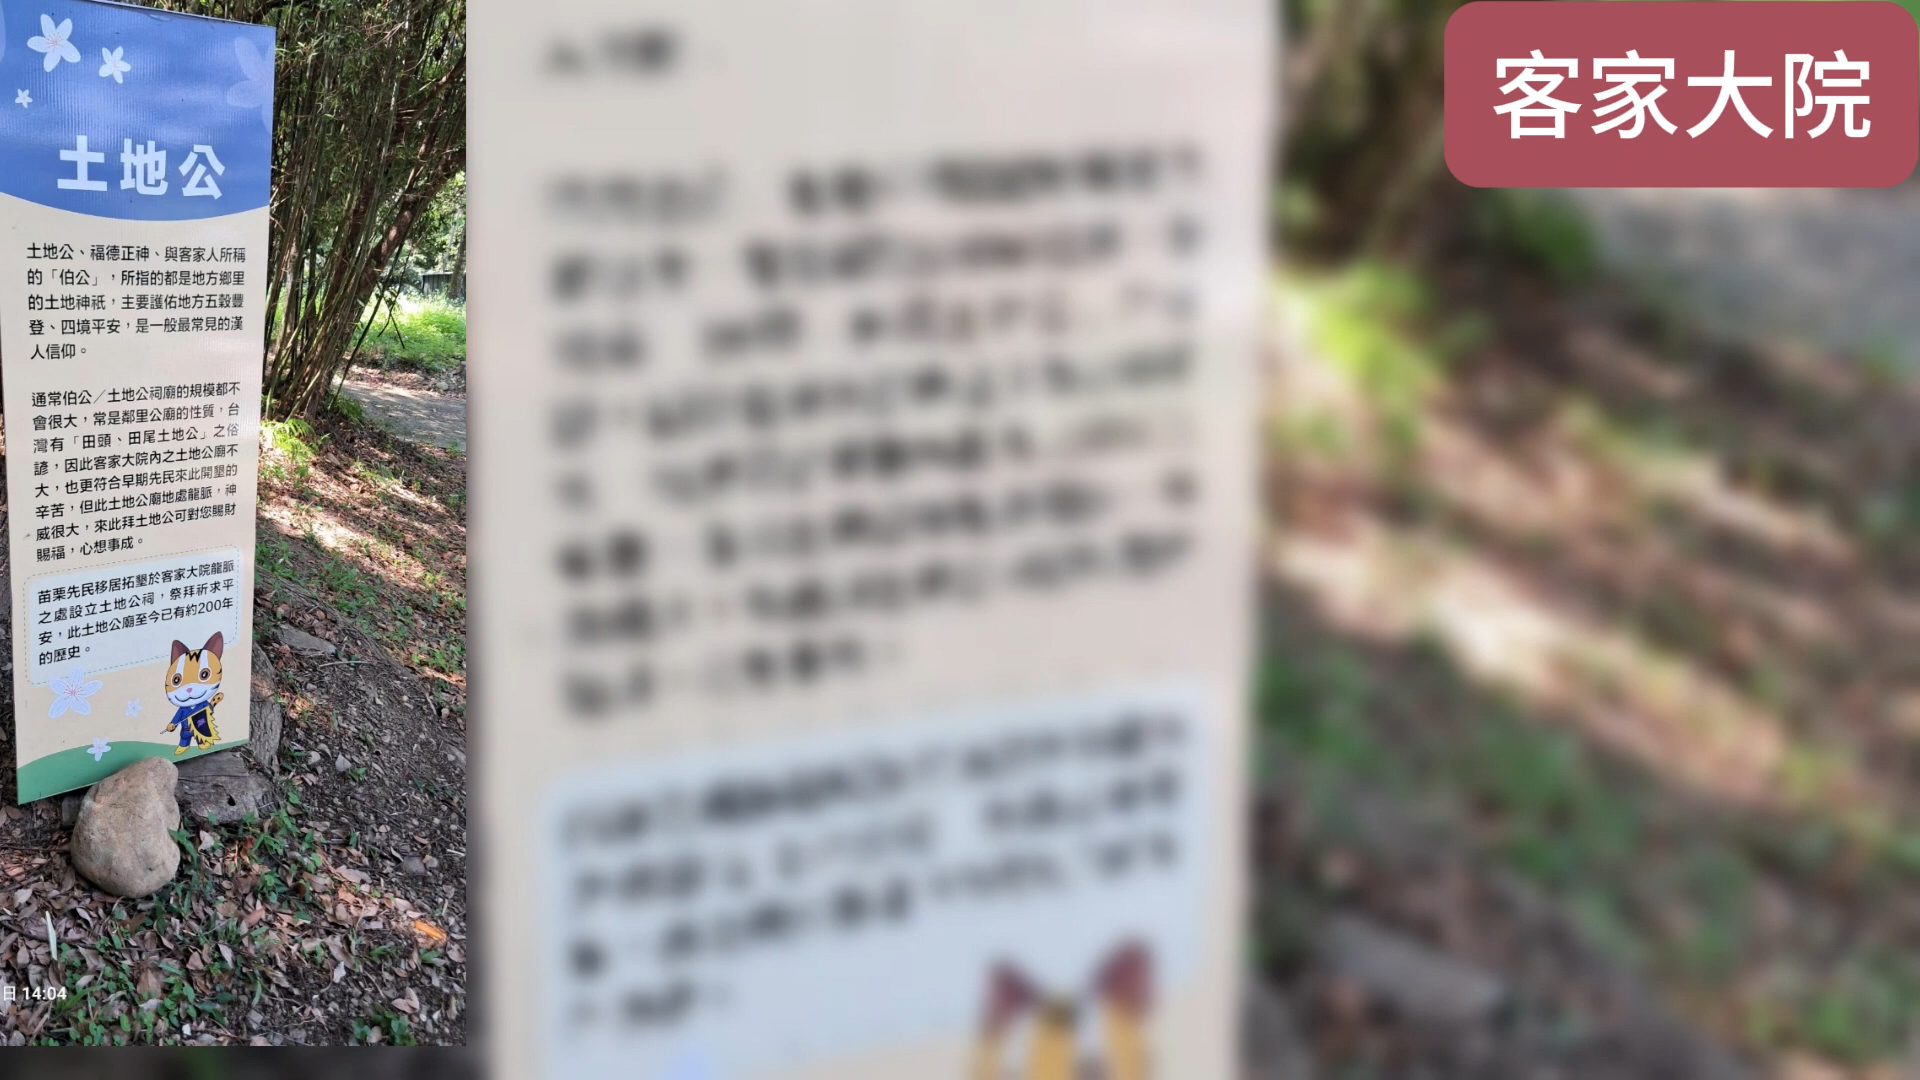 土地公
土地公、福德正神、與客家人所稱
的「伯公」，所指的都是地方鄉里
的土地神祇，主要護佑地方五穀豐
登、四境平安，是一般最常見的漢
人信仰。
通常伯公／土地公祠廟的規模都不
會很大，常是鄰里公廟的性質，台
灣有「田頭、田尾土地公」之俗
諺，因此客家大院內之土地公廟不
大，也更符合早期先民來此開墾的
辛苦，但此土地公廟地處龍脈，神
威很大，來此拜土地公可對您賜財
賜福，心想事成。
苗栗先民移居拓墾於客家大院龍脈
之處設立土地公祠，祭拜祈求平
安，此土地公廟至今已有約200年
的歷史。
日 14:04
客家大院